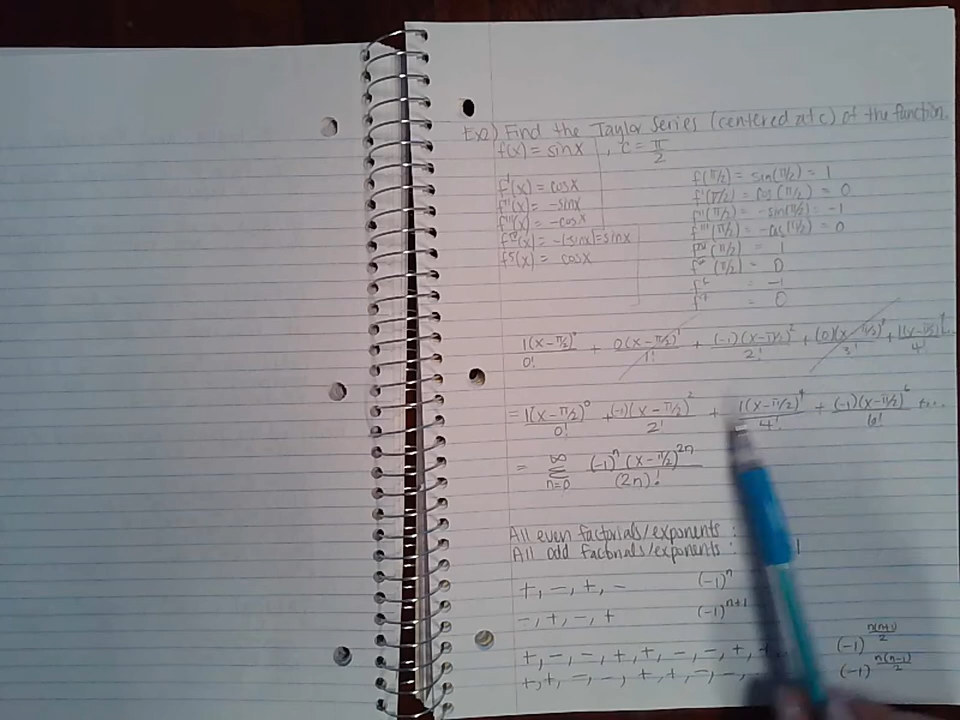 Ex2) Find the Taylor Series (centered at c) of the function.
f(x) = sinx , c = π/2
f'(x) = cosx f(π/2) = sin(π/2) = 1
f''(x) = -sinx f'(π/2) = cos(π/2) = 0
f'''(x) = -cosx f''(π/2) = -sin(π/2) = -1
f⁴(x) = -(-sinx) = sinx f'''(π/2) = -cos(π/2) = 0
f⁵(x) = cosx f⁴(π/2) = 1
f⁵(π/2) = 0
f⁶ = -1
f⁷ = 0
1(x-π/2)⁰/0! + 0(x-π/2)¹/1! + (-1)(x-π/2)²/2! + (0)(x-π/2)³/3! + 1(x-π/2)⁴/4!
= 1(x-π/2)⁰/0! + (-1)(x-π/2)²/2! + 1(x-π/2)⁴/4! + (-1)(x-π/2)⁶/6! + ...
= ∞ Σ n=0 (-1)ⁿ (x-π/2)²ⁿ/(2n)!
All even factorials/exponents :
All odd factorials/exponents : 1
+, -, +, - (-1)ⁿ
-, +, -, + (-1)ⁿ⁺¹
+, -, -, +, +, -, -, +, + (-1)^(n(n+1)/2)
+, +, -, -, +, +, -, - (-1)^(n(n-1)/2)